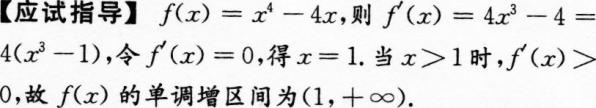 【应试指导】 f(x) = x⁴ − 4x,则 f′(x) = 4x³ − 4 =
4(x³ − 1),令 f′(x) = 0,得 x = 1. 当 x > 1 时, f′(x) >
0,故 f(x) 的单调增区间为(1, + ∞).